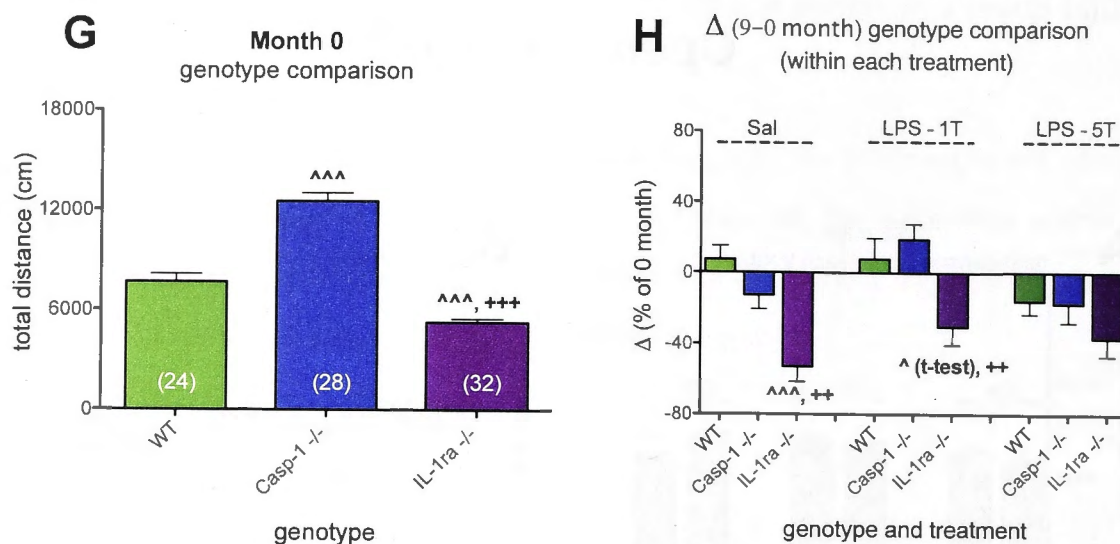 G
Month 0
genotype comparison
18000
12000
6000
0
total distance (cm)
^^^
^^^, +++
(24)
(28)
(32)
WT
Casp-1 -/-
IL-1ra -/-
genotype
H
Δ (9–0 month) genotype comparison
(within each treatment)
80
40
0
-40
-80
Δ (% of 0 month)
Sal
LPS - 1T
LPS - 5T
^^^, ++
^ (t-test), ++
WT
Casp-1 -/-
IL-1ra -/-
WT
Casp-1 -/-
IL-1ra -/-
WT
Casp-1 -/-
IL-1ra -/-
genotype and treatment